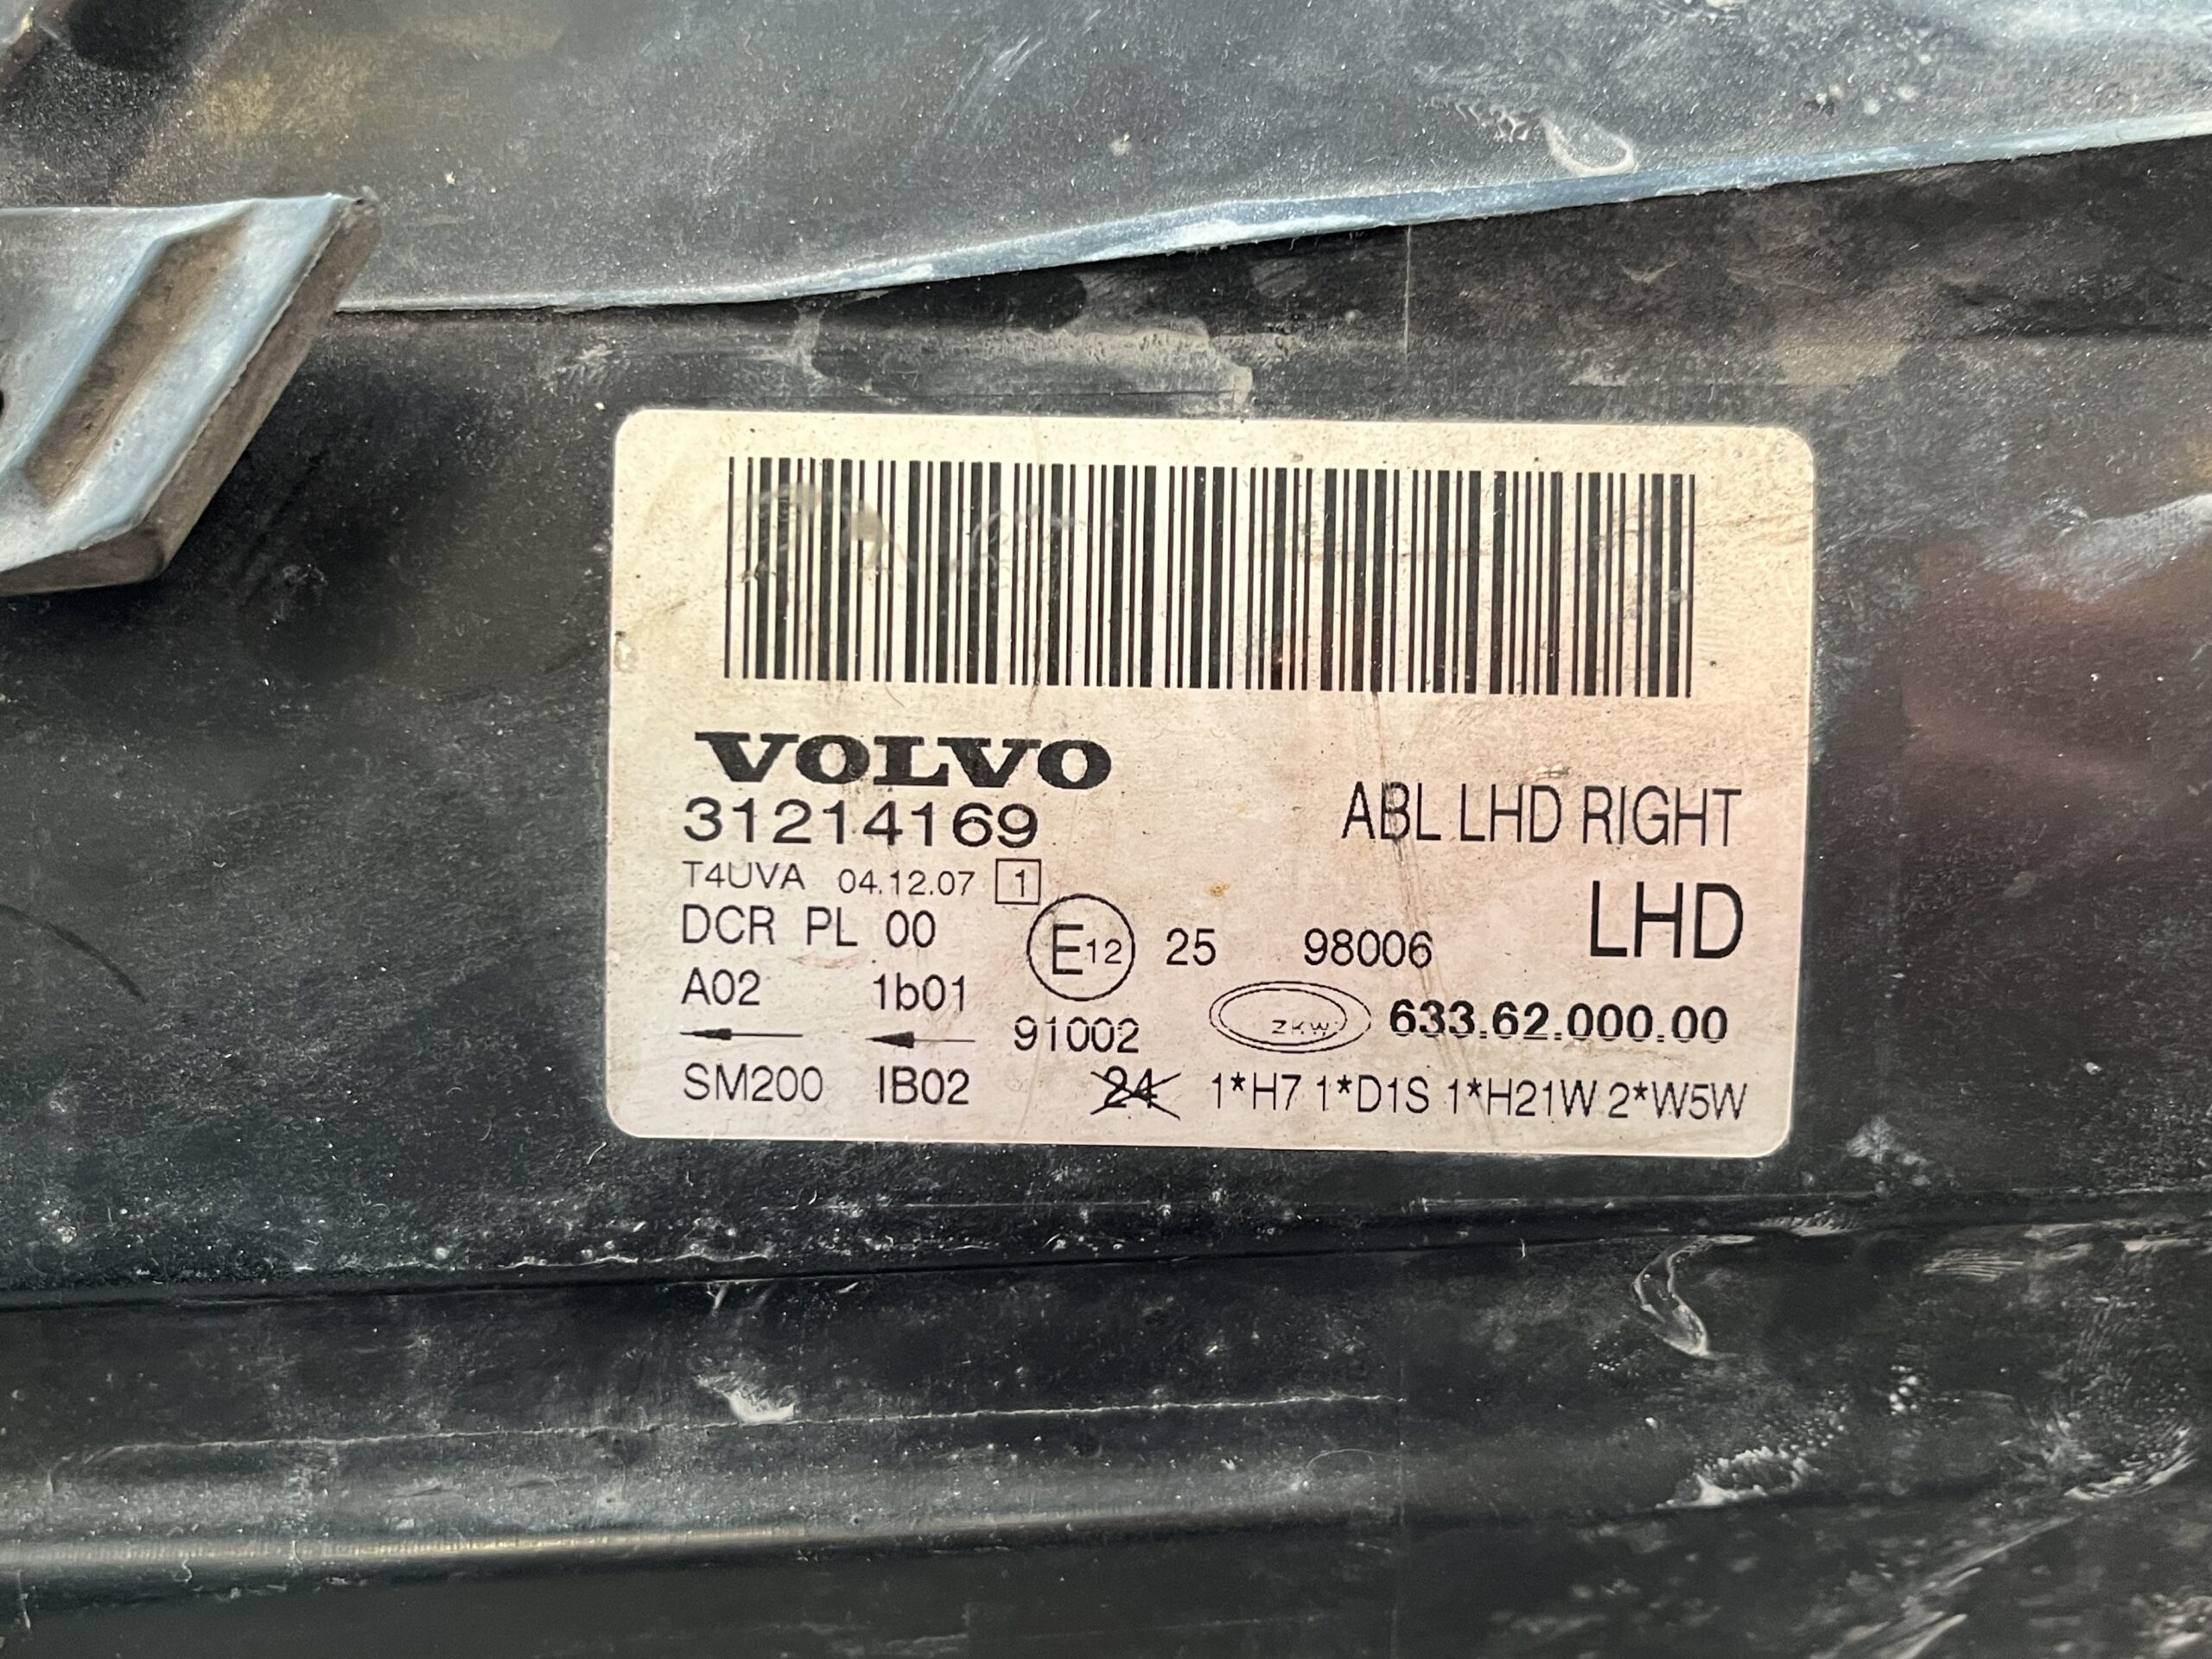 VOLVO
31214169 ABL LHD RIGHT
T4UVA 04.12.07 1
DCR PL 00 E12 25 98006 LHD
A02 1b01
91002 ZKW 633.62.000.00
SM200 IB02 24 1*H7 1*D1S 1*H21W 2*W5W